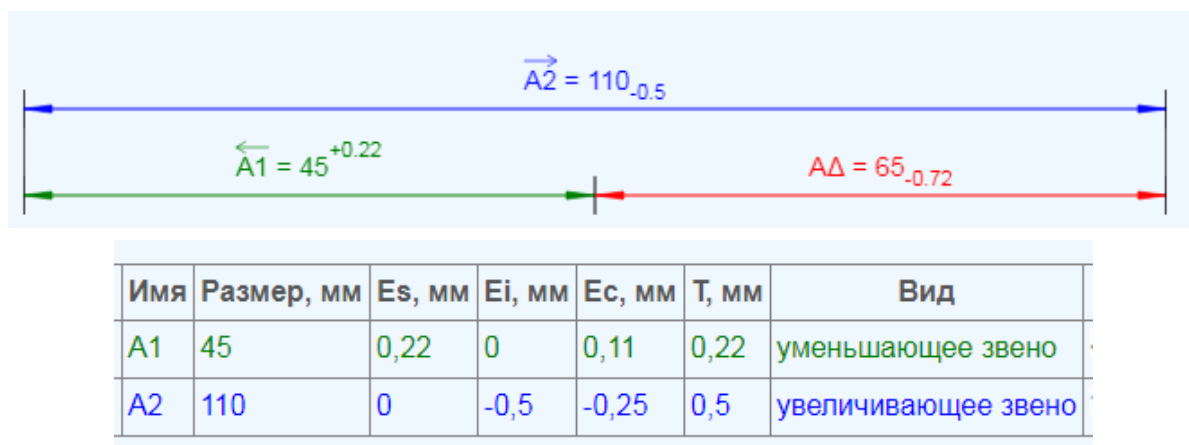 A2 = 110-0.5
A1 = 45+0.22
AΔ = 65-0.72
Имя Размер, мм Es, мм Ei, мм Ec, мм T, мм Вид
A1 45 0,22 0 0,11 0,22 уменьшающее звено
A2 110 0 -0,5 -0,25 0,5 увеличивающее звено